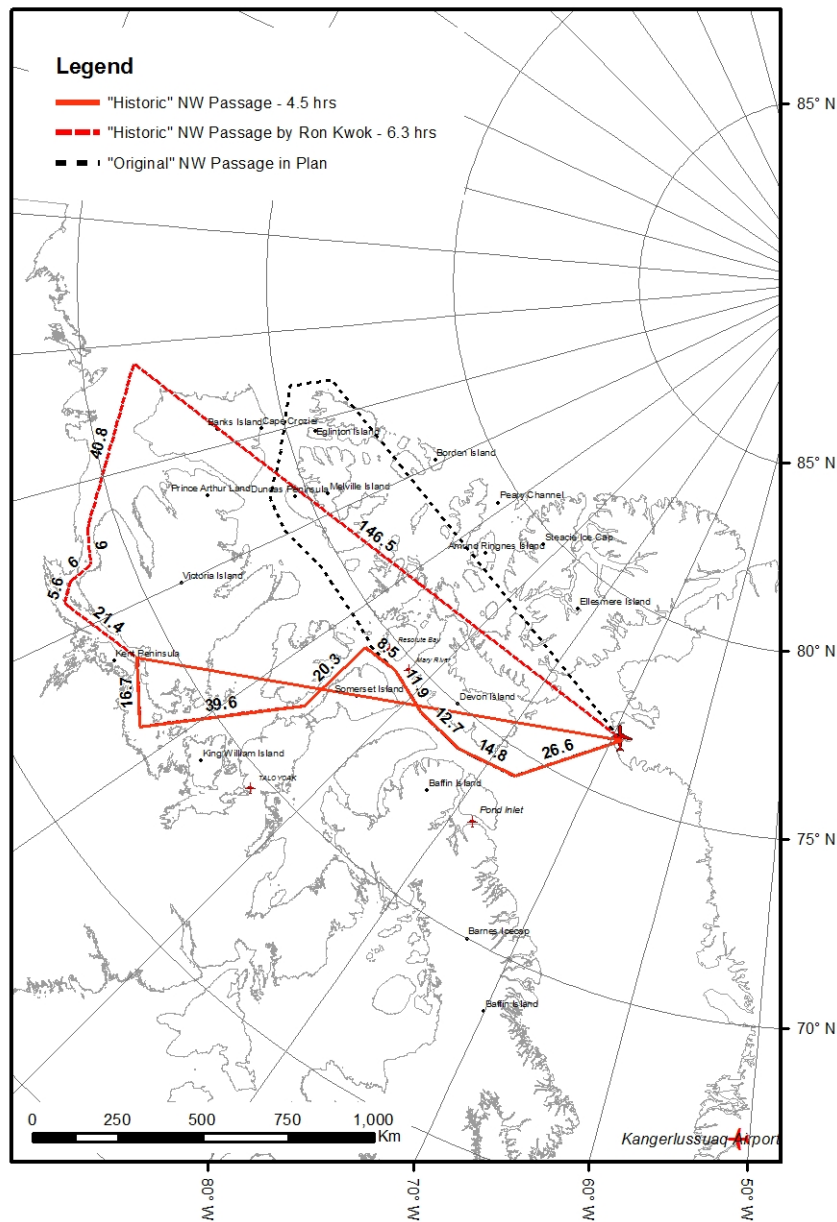 Legend
"Historic" NW Passage - 4.5 hrs
"Historic" NW Passage by Ron Kwok - 6.3 hrs
"Original" NW Passage in Plan
85° N
85° N
80° N
75° N
70° N
Banks Island
Cape Crozier
Eglinton Island
40.8
Borden Island
Prince Arthur Land
Dundas Peninsula
Melville Island
Peary Channel
146.5
Steacie Ice Cap
Amund Ringnes Island
6
6
5.6
Victoria Island
Ellesmere Island
21.4
Resolute Bay
8.5
Kent Peninsula
Mary River
20.3
11.9
16.7
Somerset Island
Devon Island
39.6
12.7
14.8
26.6
King William Island
TALOYOAK
Baffin Island
Pond Inlet
Barnes Icecap
Baffin Island
0 250 500 750 1,000
Km
Kangerlussuaq Airport
80° W
70° W
60° W
50° W